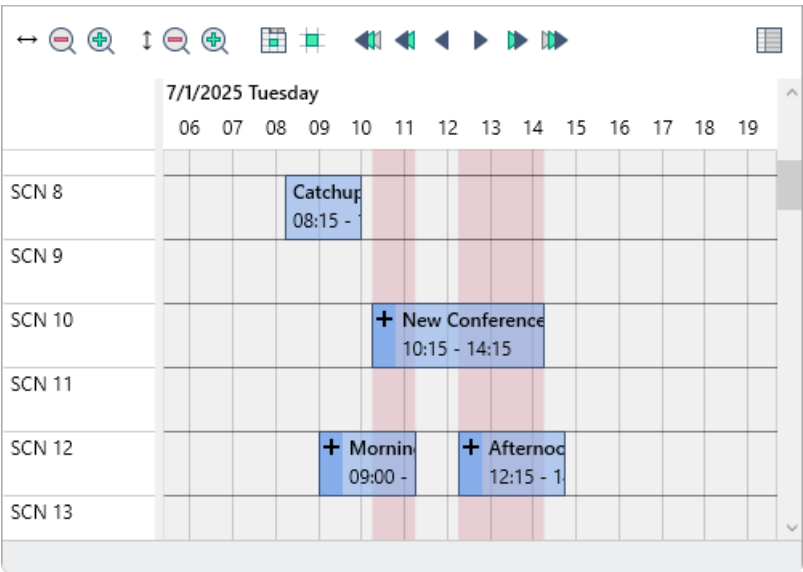 7/1/2025 Tuesday
06 07 08 09 10 11 12 13 14 15 16 17 18 19
SCN 8
Catchup
08:15 -
SCN 9
SCN 10
+ New Conference
10:15 - 14:15
SCN 11
SCN 12
+ Mornin
09:00 -
+ Afternoo
12:15 - 1
SCN 13